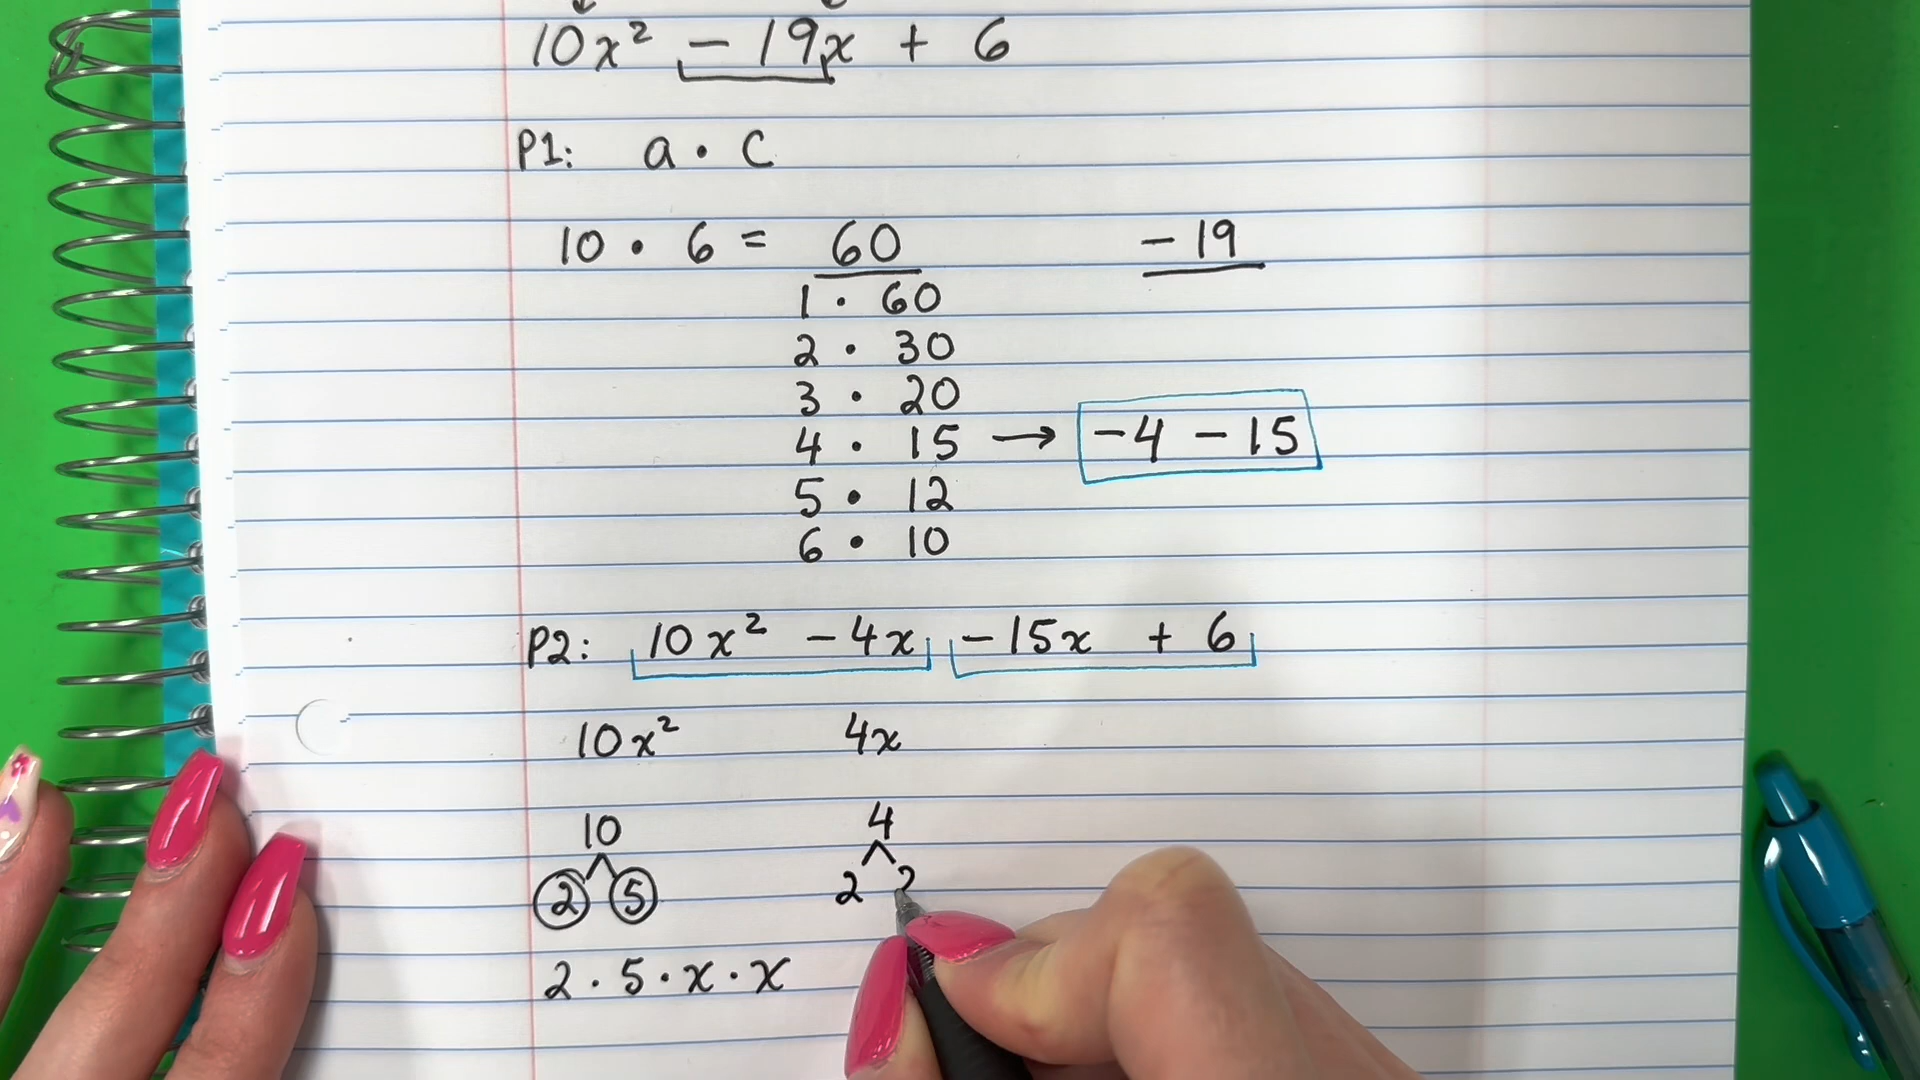 10x² - 19x + 6
P1: a · c
10 · 6 = 60 -19
1 · 60
2 · 30
3 · 20
4 · 15 → -4 - 15
5 · 12
6 · 10
P2: 10x² - 4x - 15x + 6
10x² 4x
10 4
2 5 2 2
2 · 5 · x · x